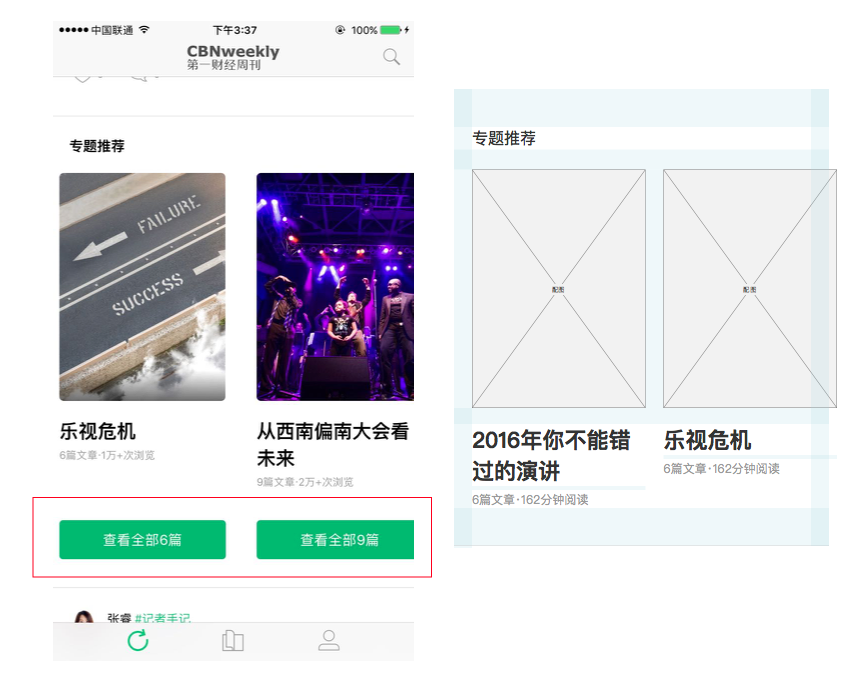 中国联通
下午3:37
100%
CBNweekly
第一财经周刊
专题推荐
FAILURE
SUCCESS
乐视危机
6篇文章·1万+次浏览
从西南偏南大会看
未来
9篇文章·2万+次浏览
查看全部6篇
查看全部9篇
张睿 #记者手记
专题推荐
配图
配图
2016年你不能错
过的演讲
6篇文章·162分钟阅读
乐视危机
6篇文章·162分钟阅读